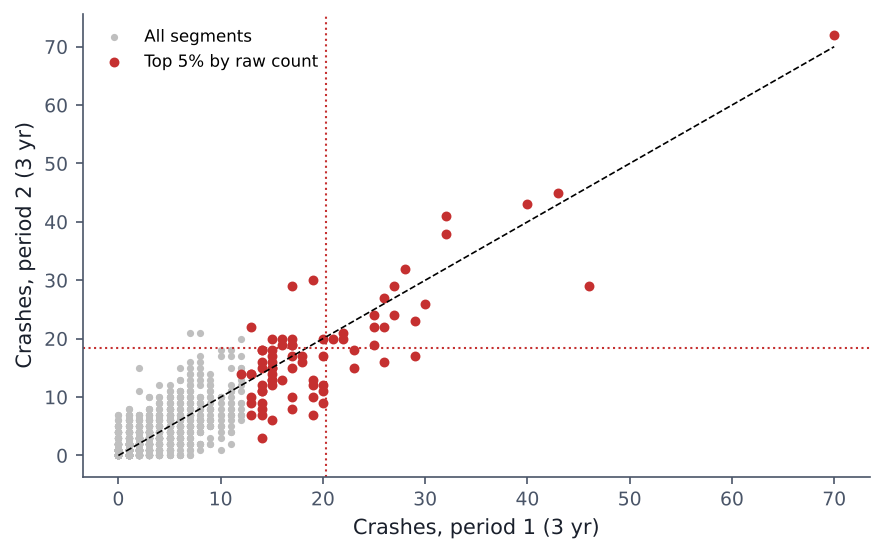 All segments
Top 5% by raw count
Crashes, period 2 (3 yr)
70
60
50
40
30
20
10
0
0 10 20 30 40 50 60 70
Crashes, period 1 (3 yr)